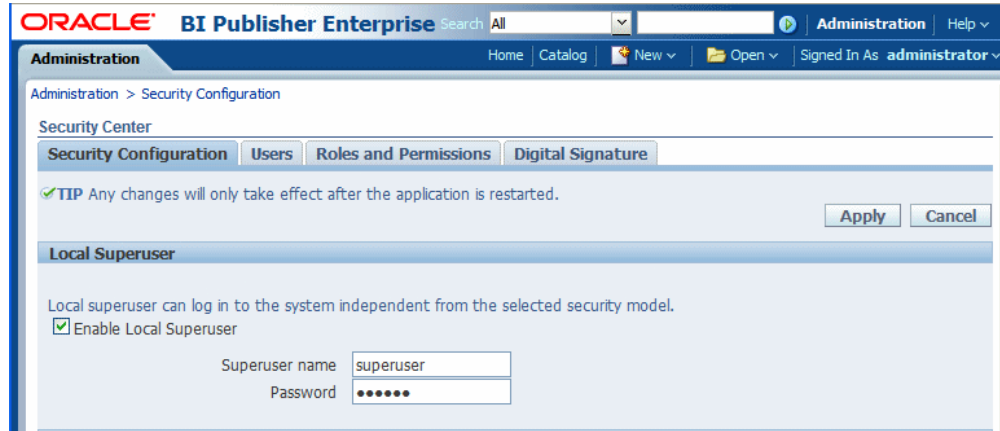 ORACLE® BI Publisher Enterprise Search All Administration Help
Administration Home Catalog New Open Signed In As administrator
Administration > Security Configuration
Security Center
Security Configuration Users Roles and Permissions Digital Signature
TIP Any changes will only take effect after the application is restarted.
Apply Cancel
Local Superuser
Local superuser can log in to the system independent from the selected security model.
Enable Local Superuser
Superuser name superuser
Password ••••••